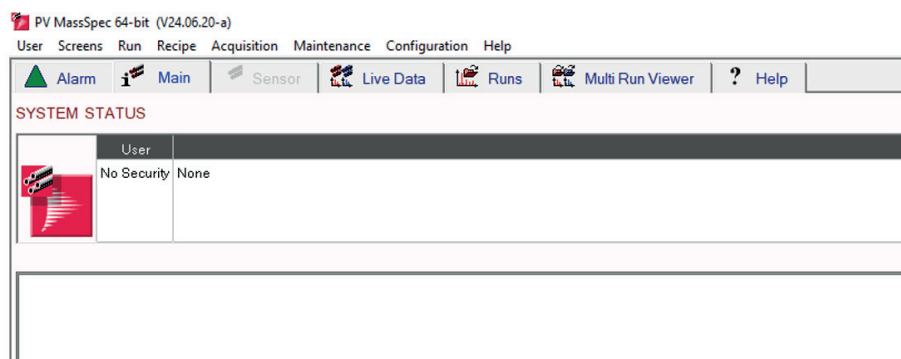 PV MassSpec 64-bit (V24.06.20-a)
User Screens Run Recipe Acquisition Maintenance Configuration Help
Alarm i Main Sensor Live Data Runs Multi Run Viewer ? Help
SYSTEM STATUS
User
No Security None